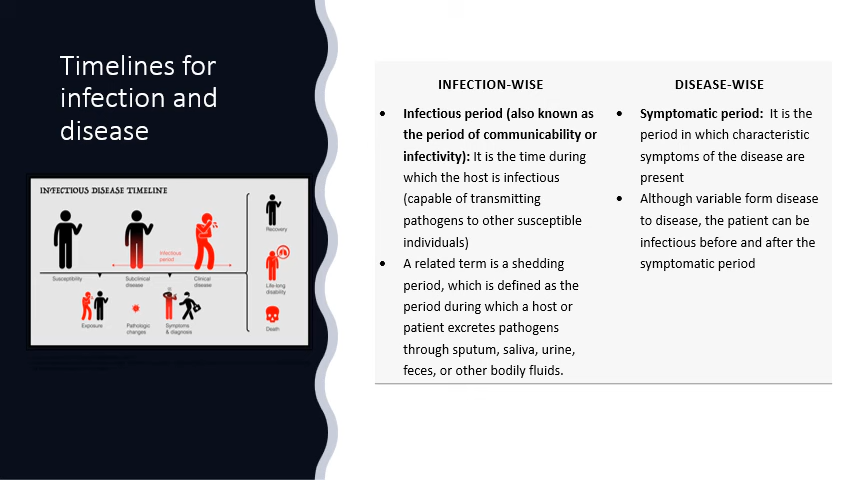 Timelines for
infection and
disease
INFECTIOUS DISEASE TIMELINE
Infectious
period
Susceptibility
Subclinical
disease
Clinical
disease
Exposure
Pathologic
changes
Symptoms
& diagnosis
Recovery
Life-long
disability
Death
INFECTION-WISE
• Infectious period (also known as
the period of communicability or
infectivity): It is the time during
which the host is infectious
(capable of transmitting
pathogens to other susceptible
individuals)
• A related term is a shedding
period, which is defined as the
period during which a host or
patient excretes pathogens
through sputum, saliva, urine,
feces, or other bodily fluids.
DISEASE-WISE
• Symptomatic period: It is the
period in which characteristic
symptoms of the disease are
present
• Although variable form disease
to disease, the patient can be
infectious before and after the
symptomatic period